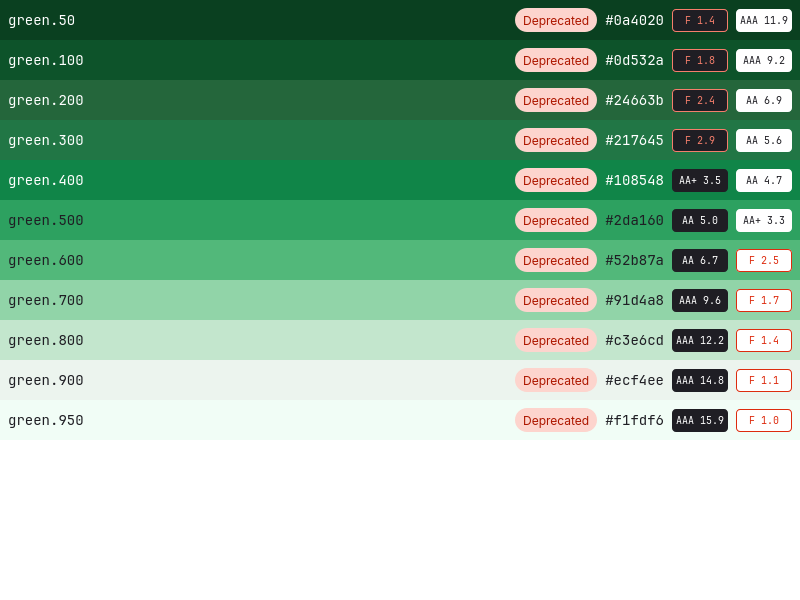 green.50 Deprecated #0a4020 F 1.4 AAA 11.9
green.100 Deprecated #0d532a F 1.8 AAA 9.2
green.200 Deprecated #24663b F 2.4 AA 6.9
green.300 Deprecated #217645 F 2.9 AA 5.6
green.400 Deprecated #108548 AA+ 3.5 AA 4.7
green.500 Deprecated #2da160 AA 5.0 AA+ 3.3
green.600 Deprecated #52b87a AA 6.7 F 2.5
green.700 Deprecated #91d4a8 AAA 9.6 F 1.7
green.800 Deprecated #c3e6cd AAA 12.2 F 1.4
green.900 Deprecated #ecf4ee AAA 14.8 F 1.1
green.950 Deprecated #f1fdf6 AAA 15.9 F 1.0